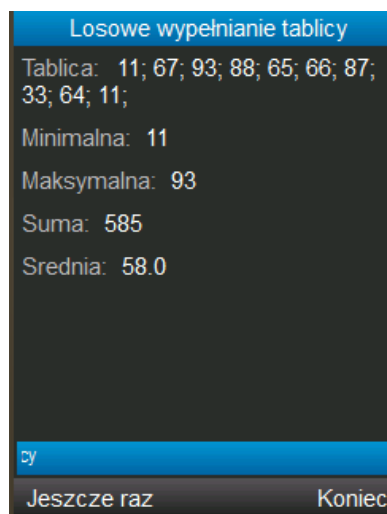 Losowe wypełnianie tablicy
Tablica: 11; 67; 93; 88; 65; 66; 87;
33; 64; 11;
Minimalna: 11
Maksymalna: 93
Suma: 585
Srednia: 58.0
cy
Jeszcze raz Koniec